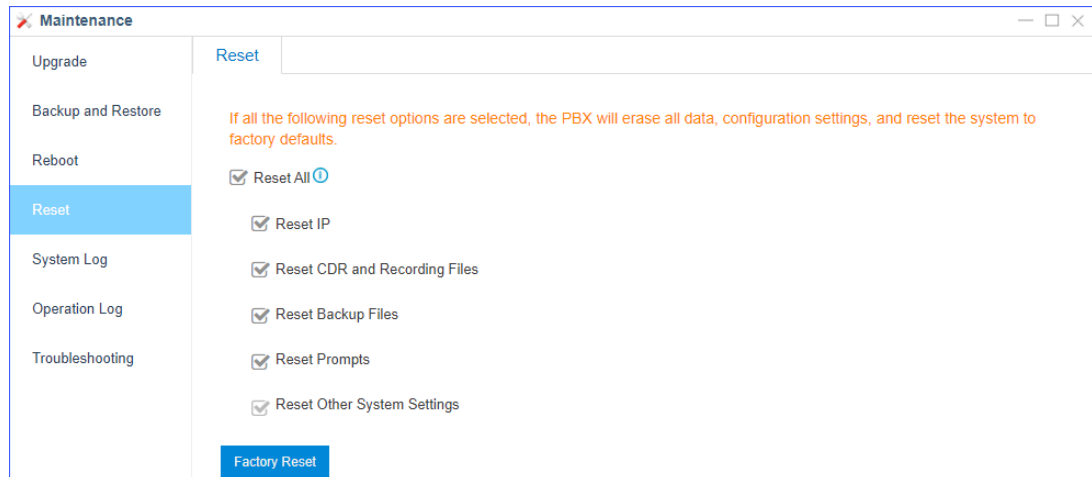 Maintenance
Upgrade
Backup and Restore
Reboot
Reset
System Log
Operation Log
Troubleshooting
Reset
If all the following reset options are selected, the PBX will erase all data, configuration settings, and reset the system to
factory defaults.
Reset All
Reset IP
Reset CDR and Recording Files
Reset Backup Files
Reset Prompts
Reset Other System Settings
Factory Reset